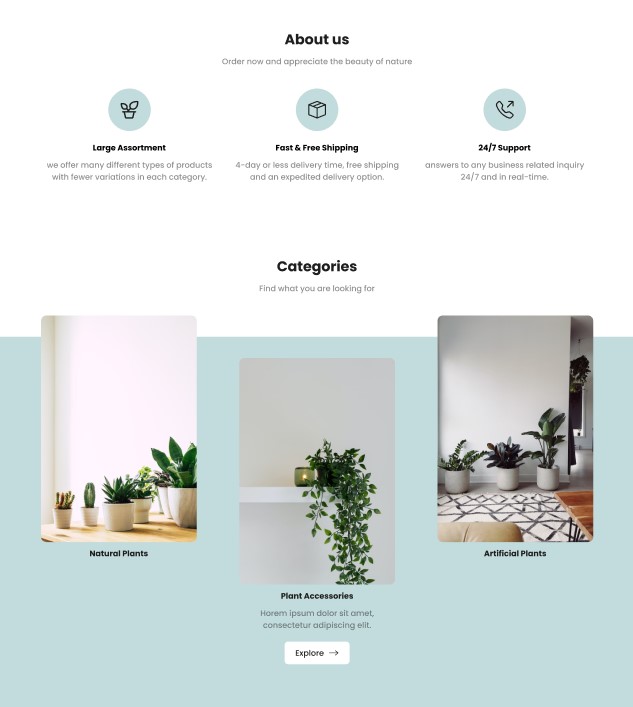 About us
Order now and appreciate the beauty of nature
Large Assortment
we offer many different types of products
with fewer variations in each category.
Fast & Free Shipping
4-day or less delivery time, free shipping
and an expedited delivery option.
24/7 Support
answers to any business related inquiry
24/7 and in real-time.
Categories
Find what you are looking for
Natural Plants
Plant Accessories
Horem ipsum dolor sit amet,
consectetur adipiscing elit.
Explore →
Artificial Plants